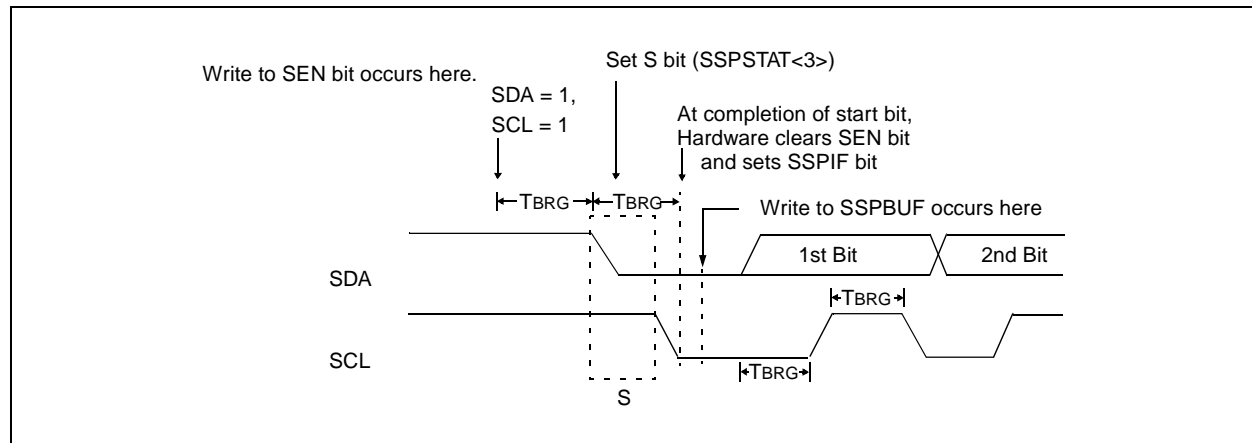 Write to SEN bit occurs here.
Set S bit (SSPSTAT<3>)
SDA = 1,
SCL = 1
At completion of start bit,
Hardware clears SEN bit
and sets SSPIF bit
TBRG
TBRG
Write to SSPBUF occurs here
SDA
1st Bit
2nd Bit
TBRG
SCL
TBRG
S